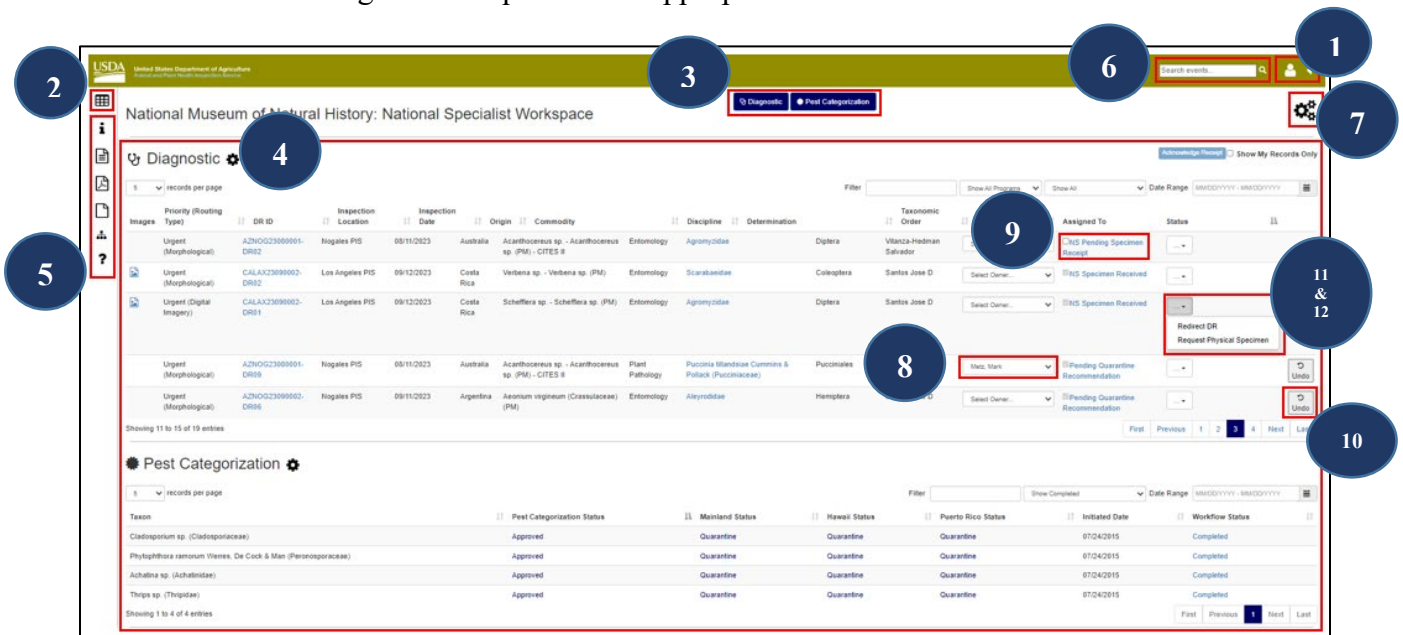 1
6
3
2
USDA United States Department of Agriculture
Animal and Plant Health Inspection Service
Search events...
Diagnostic Pest Categorization
National Museum of Natural History: National Specialist Workspace
7
4
Diagnostic
Acknowledge Receipt Show My Records Only
5 records per page Filter Show All Programs Show All Date Range MM/DD/YYYY - MM/DD/YYYY
Images Priority (Routing Type) DR ID Inspection Location Inspection Date Origin Commodity Discipline Determination Taxonomic Order Assigned To Status
9
Urgent (Morphological) AZNOG23080001-DR02 Nogales PIS 08/11/2023 Australia Acanthocereus sp. - Acanthocereus sp. (PM) - CITES II Entomology Agromyzidae Diptera Vitanza-Hedman Salvador NS Pending Specimen Receipt ...
5
Urgent (Morphological) CALAX23090002-DR02 Los Angeles PIS 09/12/2023 Costa Rica Verbena sp. - Verbena sp. (PM) Entomology Scarabaeidae Coleoptera Santos Jose D Select Owner... NS Specimen Received ...
11
&
12
Urgent (Digital Imagery) CALAX23090002-DR01 Los Angeles PIS 09/12/2023 Costa Rica Schefflera sp. - Schefflera sp. (PM) Entomology Agromyzidae Diptera Santos Jose D Select Owner... NS Specimen Received ...
Redirect DR
Request Physical Specimen
8
Urgent (Morphological) AZNOG23080001-DR09 Nogales PIS 08/11/2023 Australia Acanthocereus sp. - Acanthocereus sp. (PM) - CITES II Plant Pathology Puccinia Mlandsiae Cummins & Pollack (Pucciniaceae) Pucciniales Metz, Mark Pending Quarantine Recommendation ... Undo
Urgent (Morphological) AZNOG23090002-DR06 Nogales PIS 09/11/2023 Argentina Aeonium virgineum (Crassulaceae) (PM) Entomology Aleyrodidae Hemiptera D Select Owner... Pending Quarantine Recommendation ... Undo
Showing 11 to 15 of 19 entries First Previous 1 2 3 4 Next
10
Pest Categorization
5 records per page Filter Show Completed Date Range MM/DD/YYYY - MM/DD/YYYY
Taxon Pest Categorization Status Mainland Status Hawaii Status Puerto Rico Status Initiated Date Workflow Status
Cladosporium sp. (Cladosporiaceae) Approved Quarantine Quarantine Quarantine 07/24/2015 Completed
Phytophthora ramorum Werres, De Cock & Man (Peronosporaceae) Approved Quarantine Quarantine Quarantine 07/24/2015 Completed
Achatina sp. (Achatinidae) Approved Quarantine Quarantine Quarantine 07/24/2015 Completed
Thrips sp. (Thripidae) Approved Quarantine Quarantine Quarantine 07/24/2015 Completed
Showing 1 to 4 of 4 entries First Previous 1 Next Last